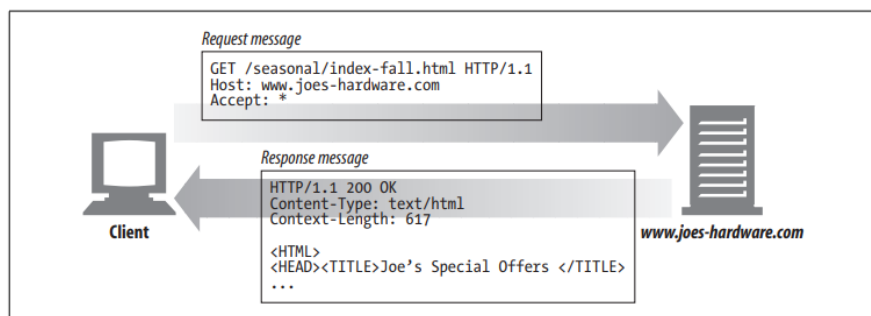 Request message
GET /seasonal/index-fall.html HTTP/1.1
Host: www.joes-hardware.com
Accept: *
Response message
HTTP/1.1 200 OK
Content-Type: text/html
Context-Length: 617
<HTML>
<HEAD><TITLE>Joe's Special Offers </TITLE>
...
Client
www.joes-hardware.com